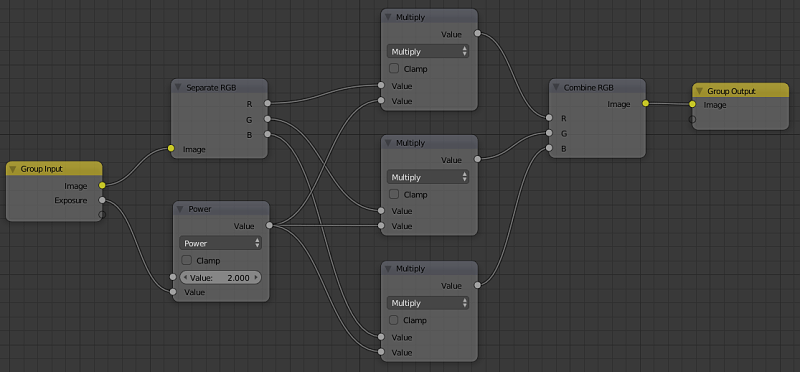 Group Input
Image
Exposure
Separate RGB
R
G
B
Image
Power
Value
Power
Clamp
Value: 2.000
Value
Multiply
Value
Multiply
Clamp
Value
Value
Multiply
Value
Multiply
Clamp
Value
Value
Multiply
Value
Multiply
Clamp
Value
Value
Combine RGB
Image
R
G
B
Group Output
Image